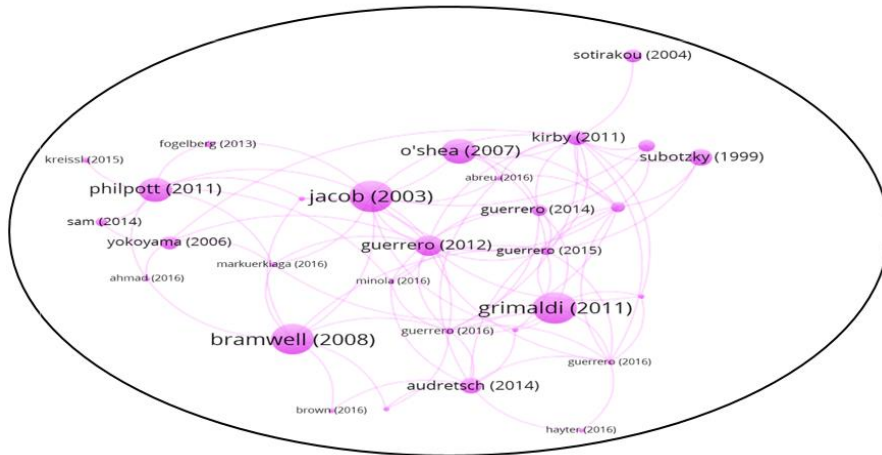 sotirakou (2004)
kirby (2011)
fogelberg (2013)
o'shea (2007)
subotzky (1999)
kreissl (2015)
abreu (2016)
philpott (2011)
jacob (2003)
guerrero (2014)
sam (2014)
yokoyama (2006)
guerrero (2012)
guerrero (2015)
markuerkiaga (2016)
ahmad (2016)
minola (2016)
grimaldi (2011)
bramwell (2008)
guerrero (2016)
guerrero (2016)
audretsch (2014)
brown (2016)
hayter (2016)